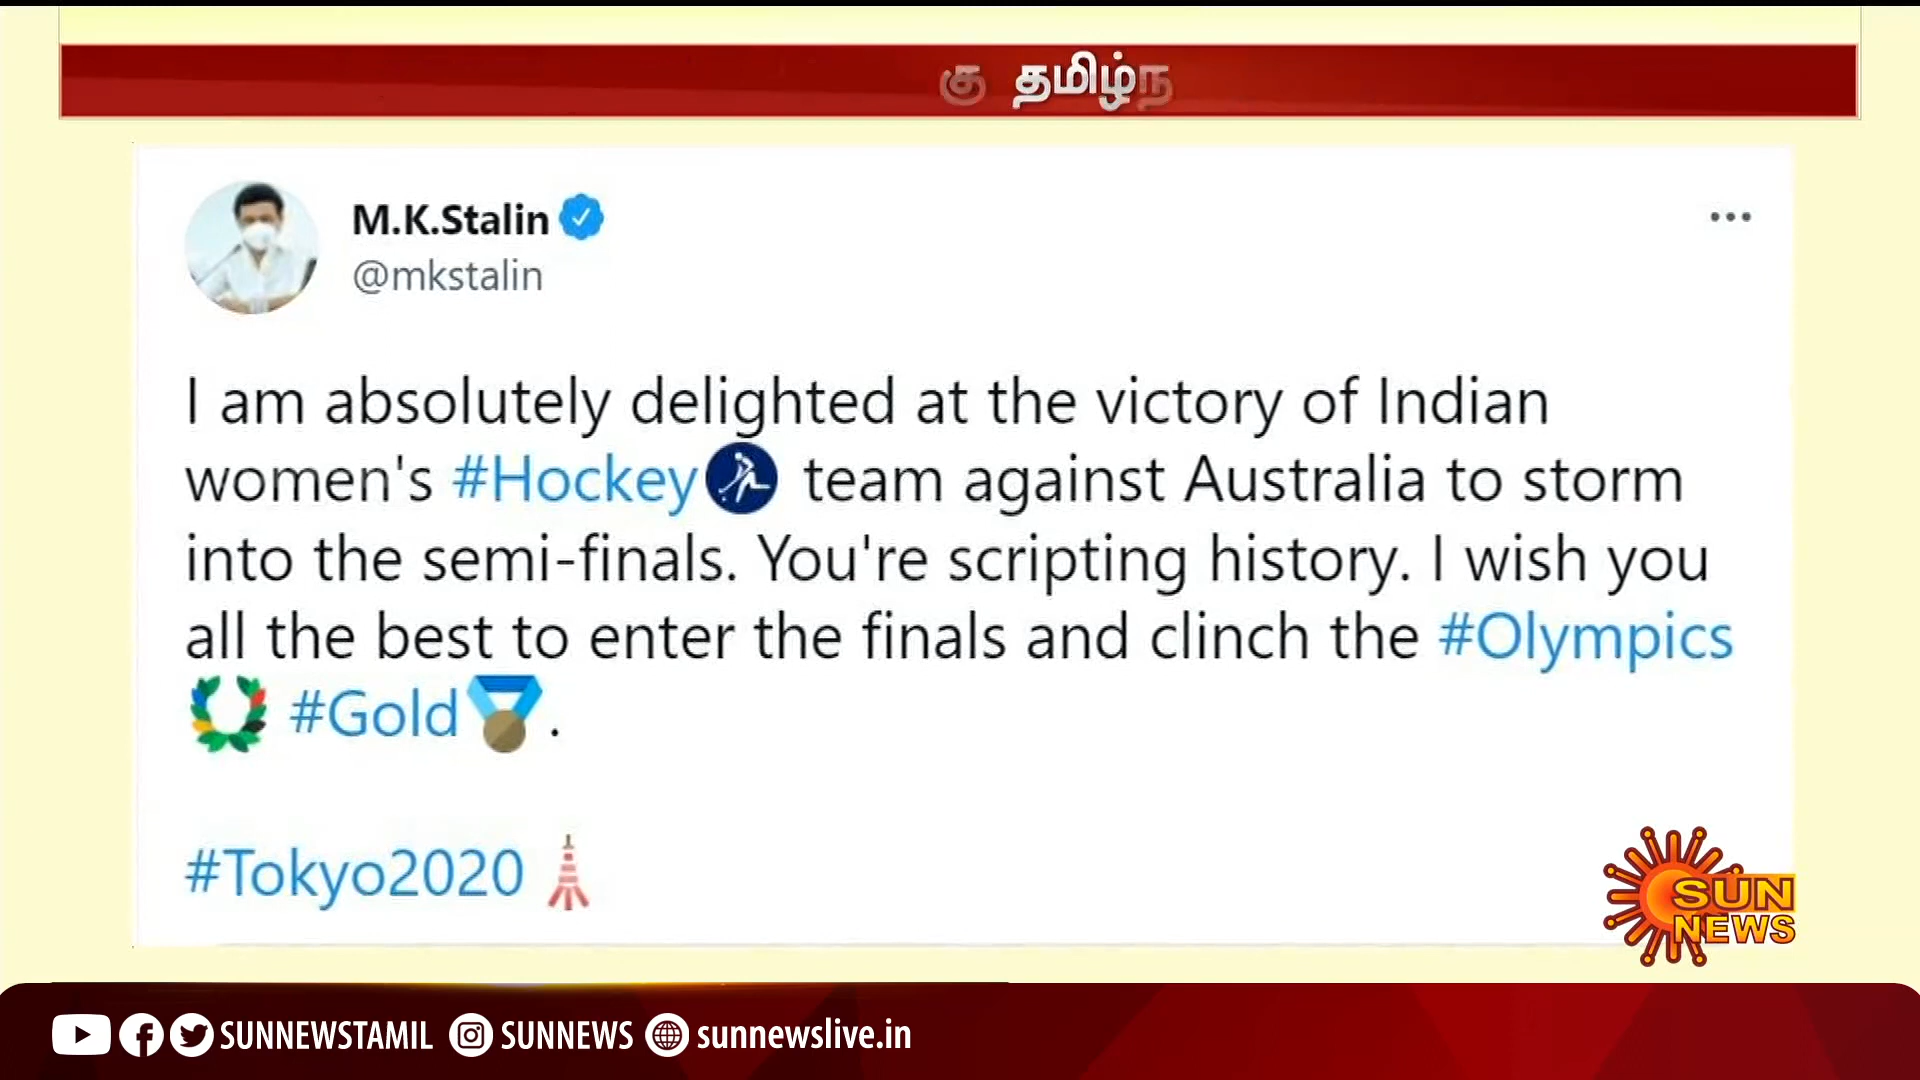 கு தமிழ்ந
M.K.Stalin
@mkstalin
I am absolutely delighted at the victory of Indian
women's #Hockey team against Australia to storm
into the semi-finals. You're scripting history. I wish you
all the best to enter the finals and clinch the #Olympics
#Gold.
#Tokyo2020
SUN
NEWS
SUNNEWSTAMIL SUNNEWS sunnewslive.in